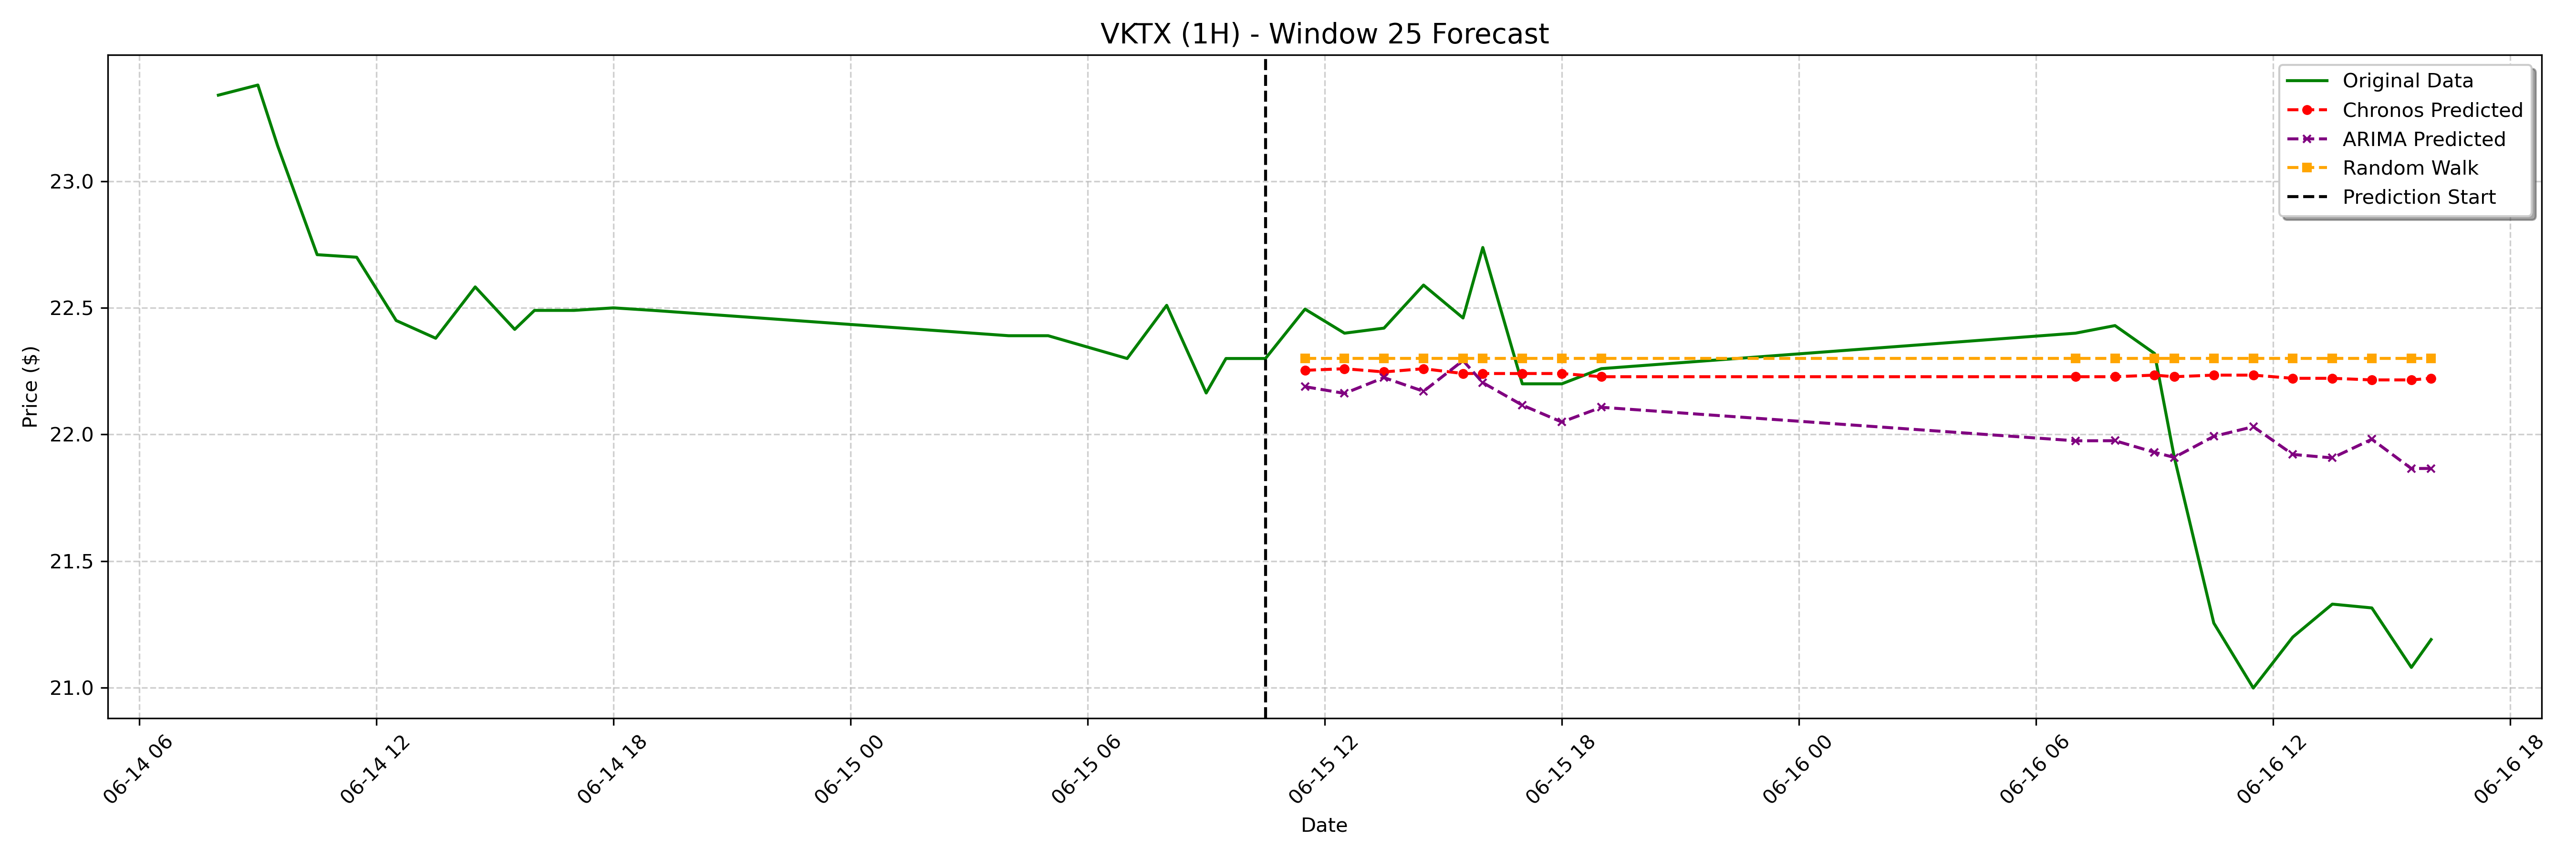 VKTX (1H) - Window 25 Forecast
Original Data
Chronos Predicted
ARIMA Predicted
Random Walk
Prediction Start
Price ($)
23.0
22.5
22.0
21.5
21.0
06-14 06
06-14 12
06-14 18
06-15 00
06-15 06
06-15 12
06-15 18
06-16 00
06-16 06
06-16 12
06-16 18
Date